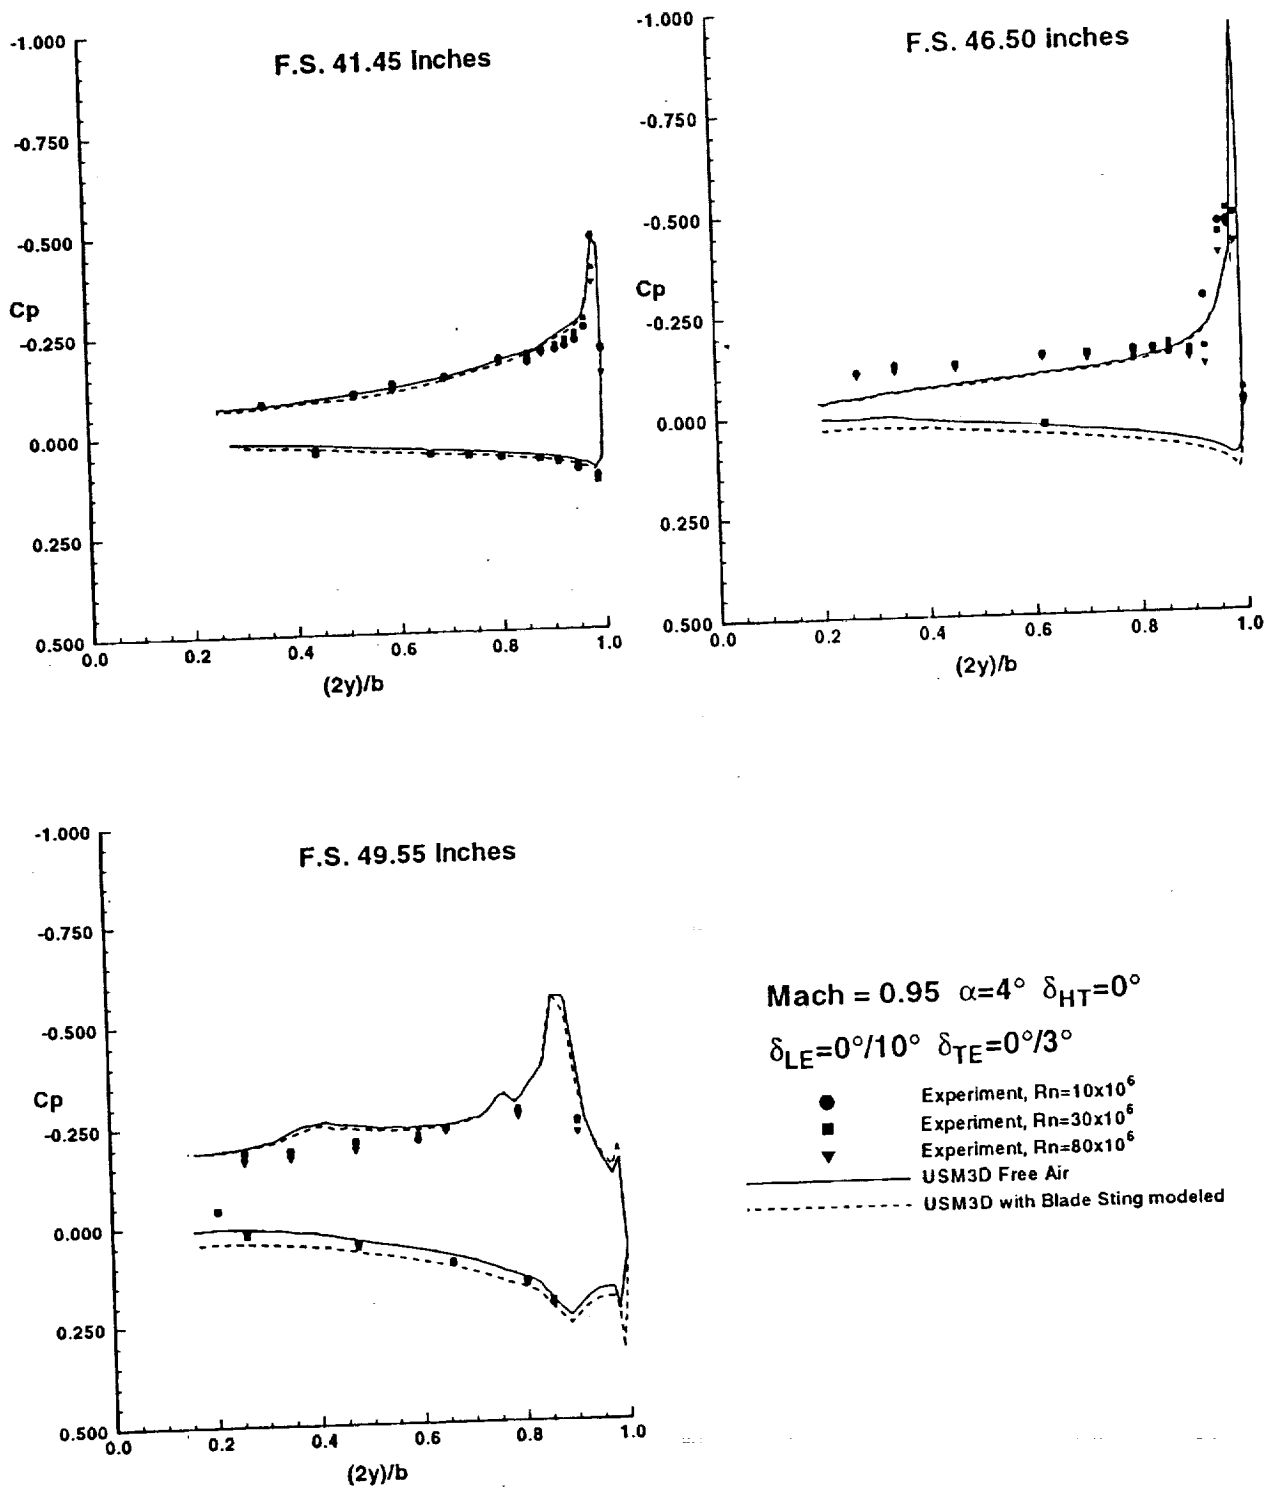 F.S. 41.45 Inches
-1.000
-0.750
-0.500
Cp
-0.250
0.000
0.250
0.500
0.0 0.2 0.4 0.6 0.8 1.0
(2y)/b
F.S. 46.50 inches
-1.000
-0.750
-0.500
Cp
-0.250
0.000
0.250
0.500
0.0 0.2 0.4 0.6 0.8 1.0
(2y)/b
F.S. 49.55 Inches
-1.000
-0.750
-0.500
Cp
-0.250
0.000
0.250
0.500
0.0 0.2 0.4 0.6 0.8 1.0
(2y)/b
Mach = 0.95 α=4° δHT=0°
δLE=0°/10° δTE=0°/3°
Experiment, Rn=10x10⁶
Experiment, Rn=30x10⁶
Experiment, Rn=80x10⁶
USM3D Free Air
USM3D with Blade Sting modeled